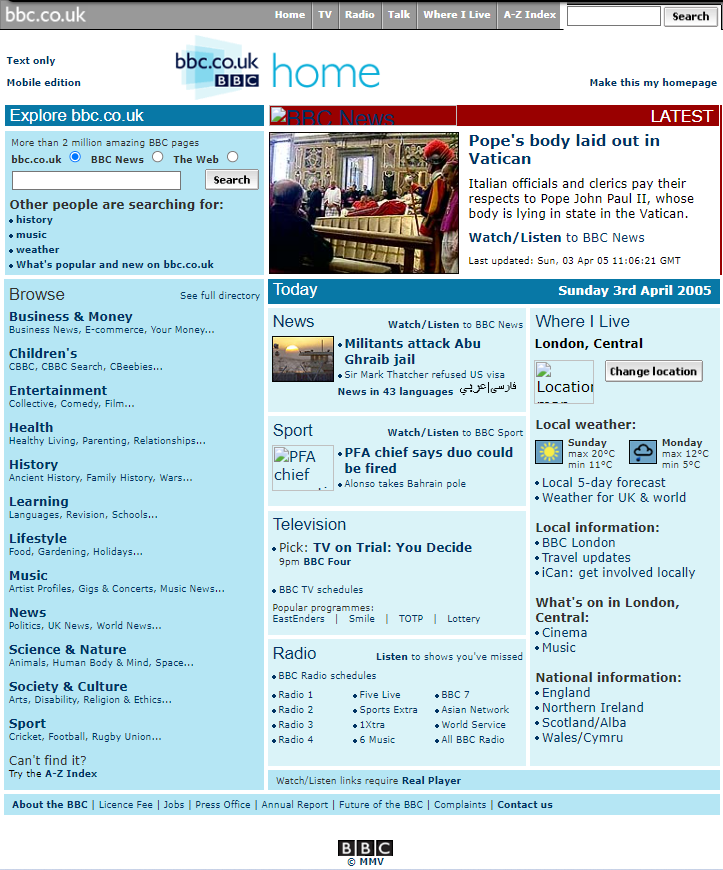 bbc.co.uk
Home TV Radio Talk Where I Live A-Z Index Search
Text only
Mobile edition
bbc.co.uk
BBC
home
Make this my homepage
Explore bbc.co.uk
More than 2 million amazing BBC pages
bbc.co.uk BBC News The Web
Search
Other people are searching for:
history
music
weather
What's popular and new on bbc.co.uk
BBC News
LATEST
Pope's body laid out in
Vatican
Italian officials and clerics pay their
respects to Pope John Paul II, whose
body is lying in state in the Vatican.
Watch/Listen to BBC News
Last updated: Sun, 03 Apr 05 11:06:21 GMT
Browse See full directory
Business & Money
Business News, E-commerce, Your Money...
Children's
CBBC, CBBC Search, CBeebies...
Entertainment
Collective, Comedy, Film...
Health
Healthy Living, Parenting, Relationships...
History
Ancient History, Family History, Wars...
Learning
Languages, Revision, Schools...
Lifestyle
Food, Gardening, Holidays...
Music
Artist Profiles, Gigs & Concerts, Music News...
News
Politics, UK News, World News...
Science & Nature
Animals, Human Body & Mind, Space...
Society & Culture
Arts, Disability, Religion & Ethics...
Sport
Cricket, Football, Rugby Union...
Can't find it?
Try the A-Z Index
Today Sunday 3rd April 2005
News Watch/Listen to BBC News
Militants attack Abu
Ghraib jail
Sir Mark Thatcher refused US visa
News in 43 languages فارسی|عربي
Sport Watch/Listen to BBC Sport
PFA
chief
PFA chief says duo could
be fired
Alonso takes Bahrain pole
Television
Pick: TV on Trial: You Decide
9pm BBC Four
BBC TV schedules
Popular programmes:
EastEnders | Smile | TOTP | Lottery
Radio Listen to shows you've missed
BBC Radio schedules
Radio 1 Five Live BBC 7
Radio 2 Sports Extra Asian Network
Radio 3 1Xtra World Service
Radio 4 6 Music All BBC Radio
Where I Live
London, Central
Location
Change location
Local weather:
Sunday
max 20°C
min 11°C
Monday
max 12°C
min 5°C
Local 5-day forecast
Weather for UK & world
Local information:
BBC London
Travel updates
iCan: get involved locally
What's on in London,
Central:
Cinema
Music
National information:
England
Northern Ireland
Scotland/Alba
Wales/Cymru
Watch/Listen links require Real Player
About the BBC | Licence Fee | Jobs | Press Office | Annual Report | Future of the BBC | Complaints | Contact us
BBC
© MMV